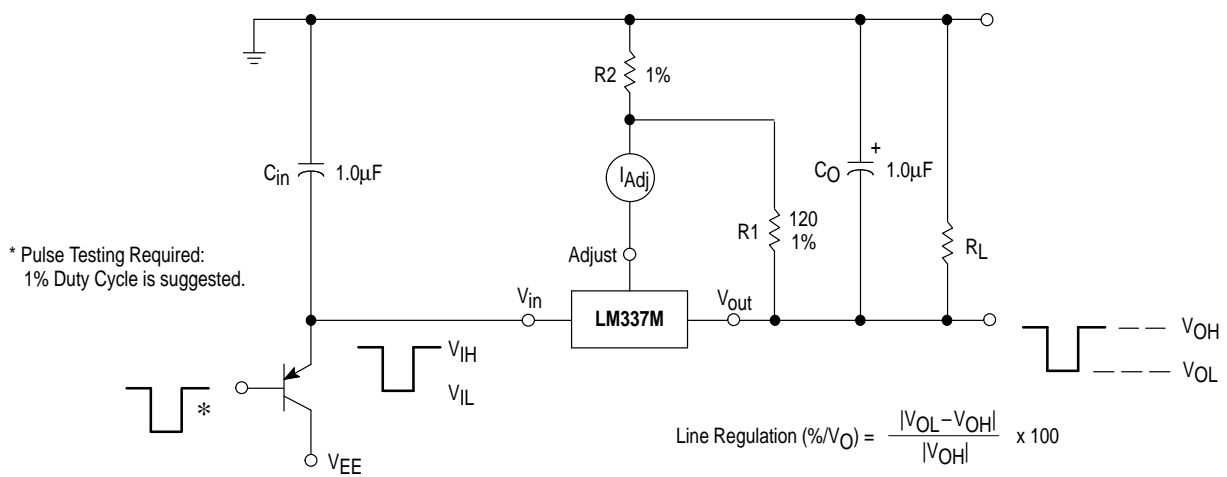 R2 1%
C_in 1.0µF
I_Adj
C_O + 1.0µF
R1 120
1%
R_L
* Pulse Testing Required:
1% Duty Cycle is suggested.
Adjust
V_in
LM337M
V_out
V_IH
V_IL
*
V_EE
V_OH
V_OL
Line Regulation (%/V_O) = |V_OL–V_OH| / |V_OH| x 100